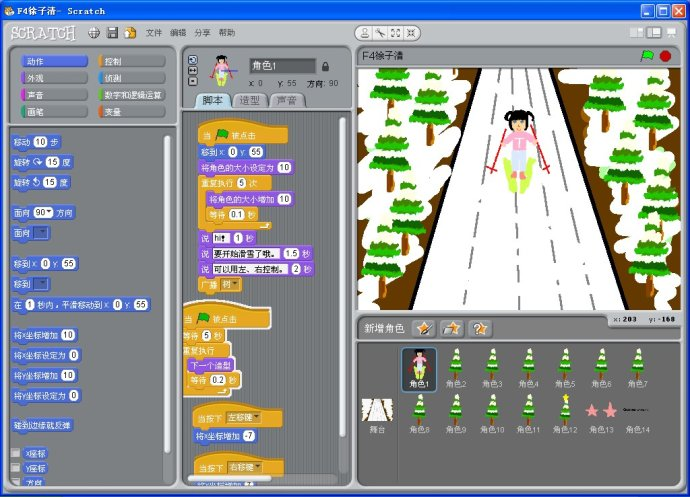 F4徐子清- Scratch
SCRATCH 文件 编辑 分享 帮助
动作 控制
外观 侦测
声音 数字和逻辑运算
画笔 变量
移动 10 步
旋转 15 度
旋转 15 度
面向 90 方向
面向
移到 x: 0 y: 55
移到
在 1 秒内，平滑移动到 x: 0 y: 55
将x坐标增加 10
将x坐标设定为 0
将y坐标增加 10
将y坐标设定为 0
碰到边缘就反弹
x座标
y座标
方向
角色1
x: 0 y: 55 方向: 90
脚本 造型 声音
当 被点击
移到 x: 0 y: 55
将角色的大小设定为 10
重复执行 5 次
将角色的大小增加 10
等待 0.1 秒
说 hi! 1 秒
说 要开始滑雪了哦。 1.5 秒
说 可以用左、右控制。 2 秒
广播 树
当 被点击
等待 5 秒
重复执行
下一个造型
等待 0.2 秒
当按下 左移键
将x坐标增加 -7
当按下 右移键
将x坐标增加 7
F4徐子清
x: 203 y: -168
新增角色
舞台
角色1 角色2 角色3 角色4 角色5 角色6 角色7
角色8 角色9 角色10 角色11 角色12 角色13 角色14